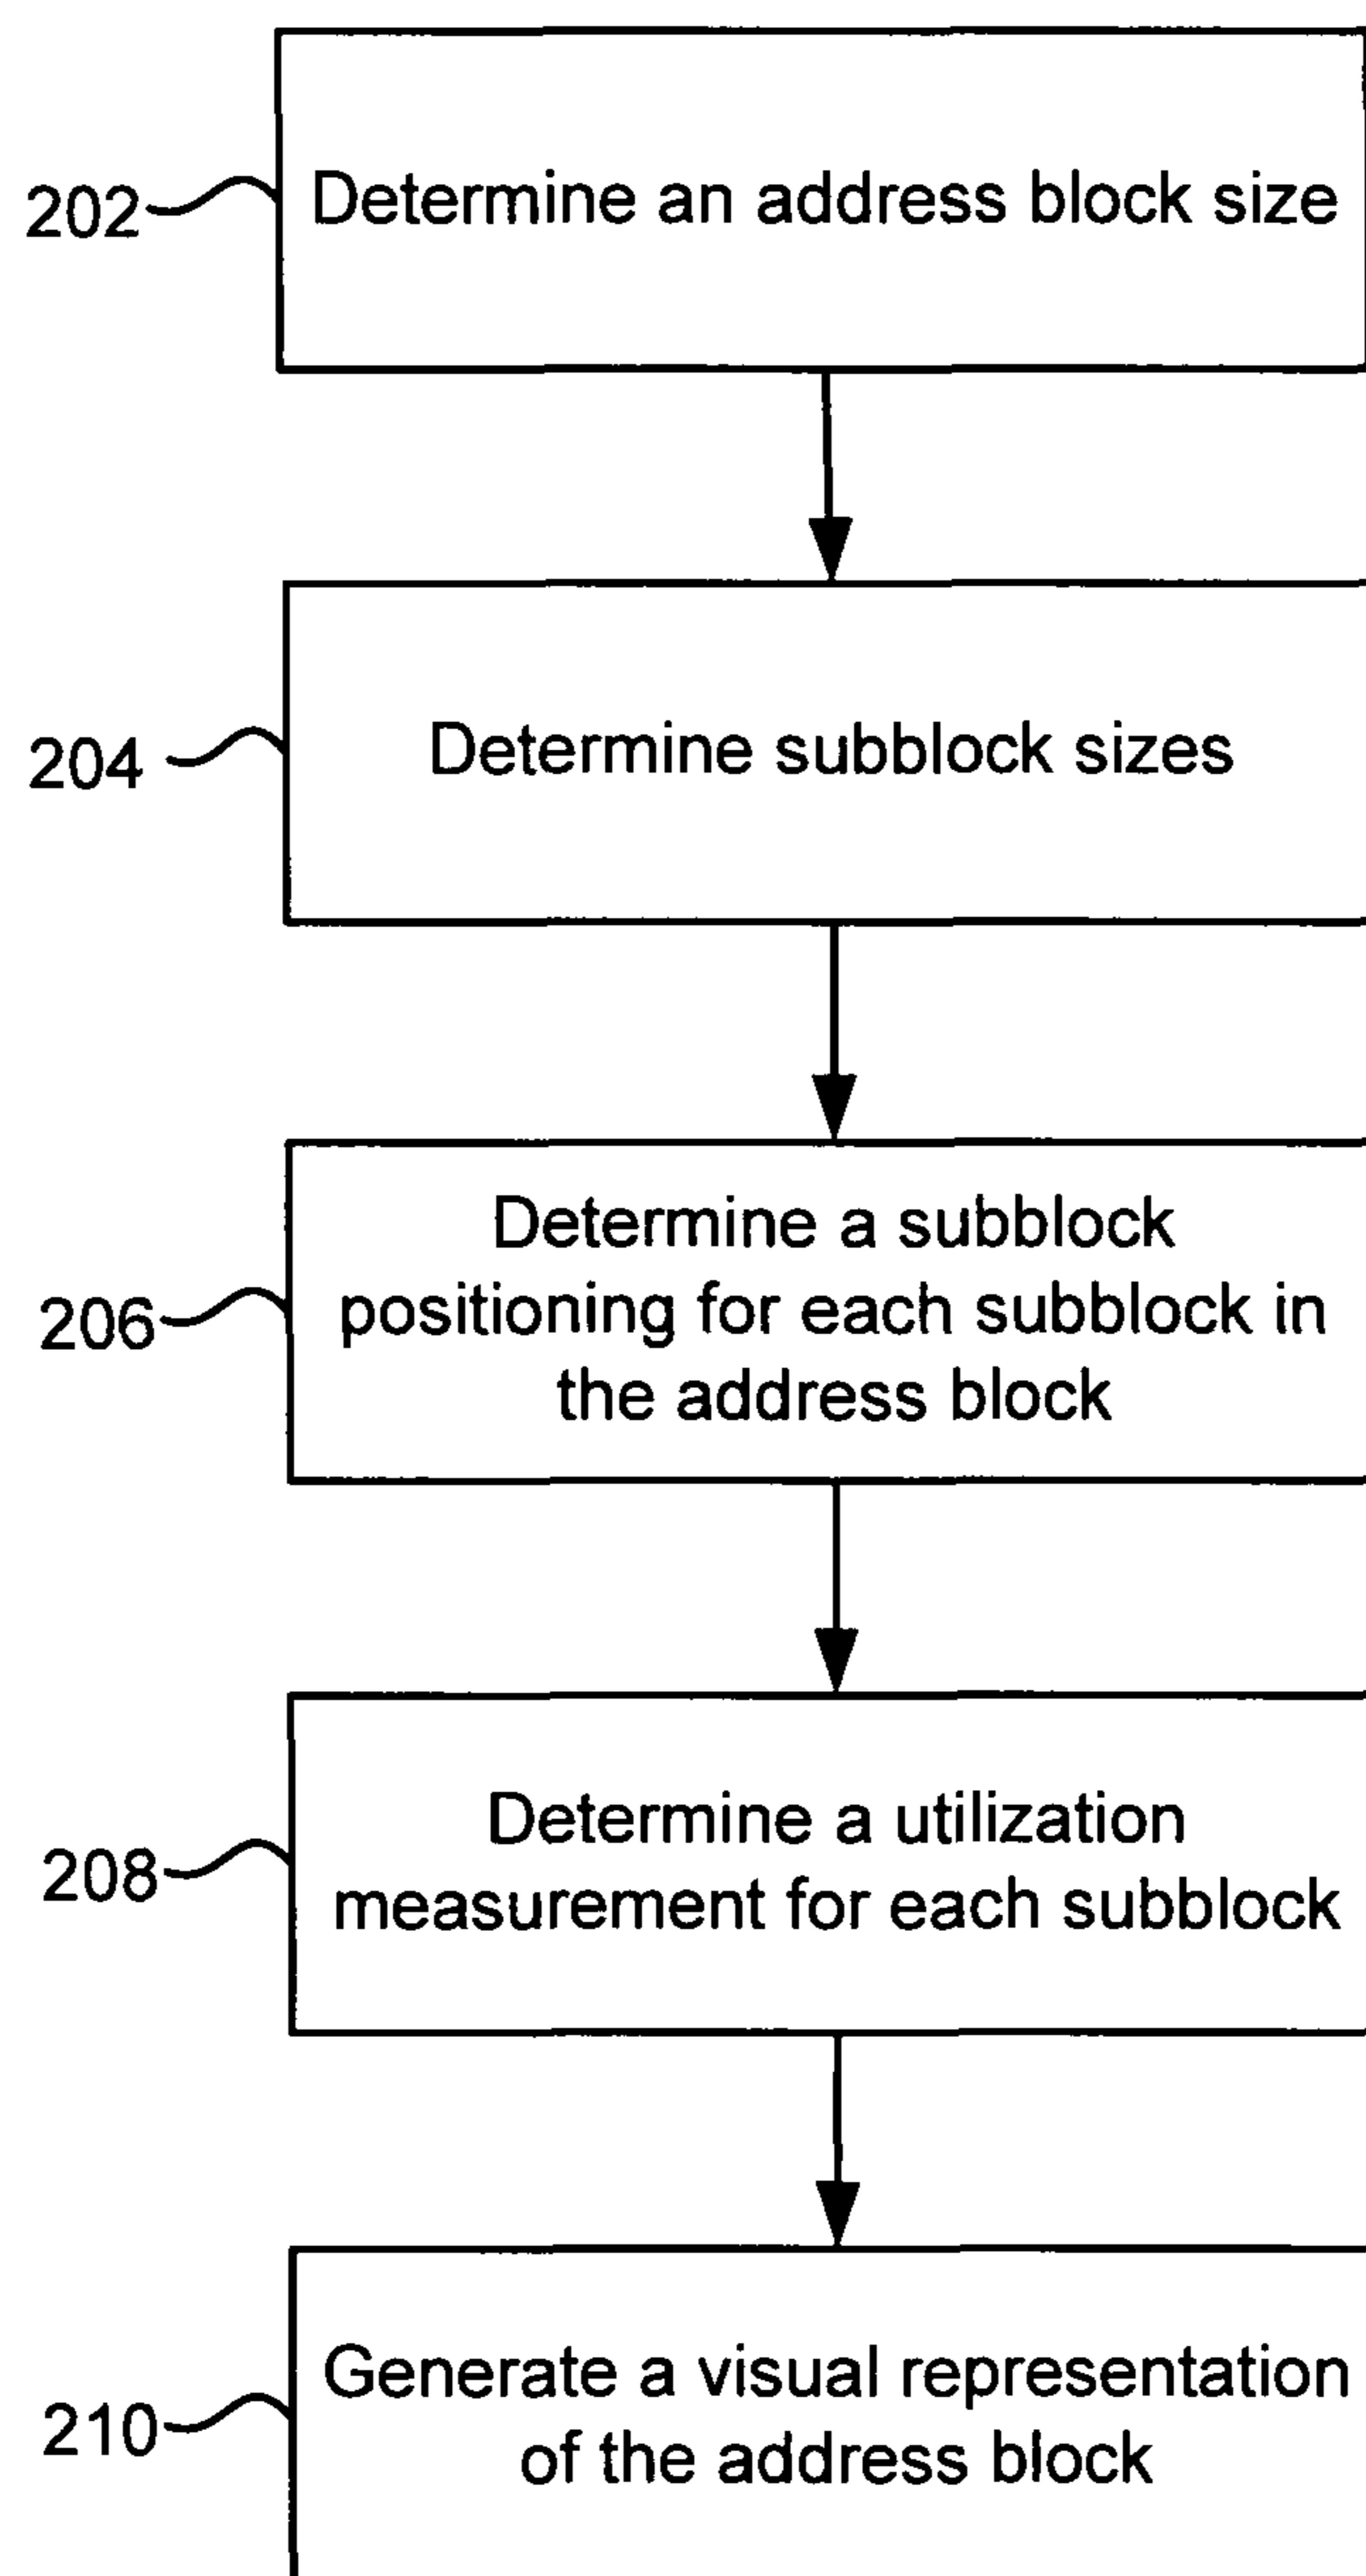 202
Determine an address block size
204
Determine subblock sizes
206
Determine a subblock
positioning for each subblock in
the address block
208
Determine a utilization
measurement for each subblock
210
Generate a visual representation
of the address block